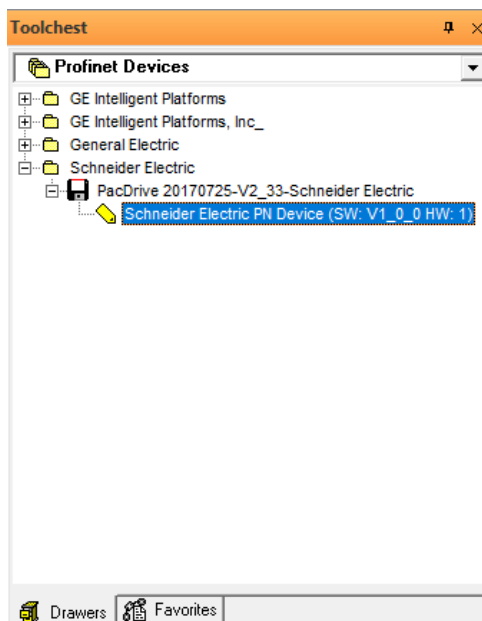 Toolchest
Profinet Devices
GE Intelligent Platforms
GE Intelligent Platforms, Inc_
General Electric
Schneider Electric
PacDrive 20170725-V2_33-Schneider Electric
Schneider Electric PN Device (SW: V1_0_0 HW: 1)
Drawers Favorites